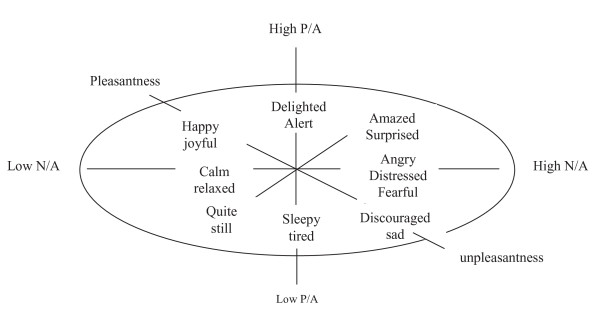 High P/A
Pleasantness
Delighted
Alert
Amazed
Surprised
Happy
joyful
Low N/A
High N/A
Angry
Distressed
Fearful
Calm
relaxed
Quite
still
Sleepy
tired
Discouraged
sad
unpleasantness
Low P/A